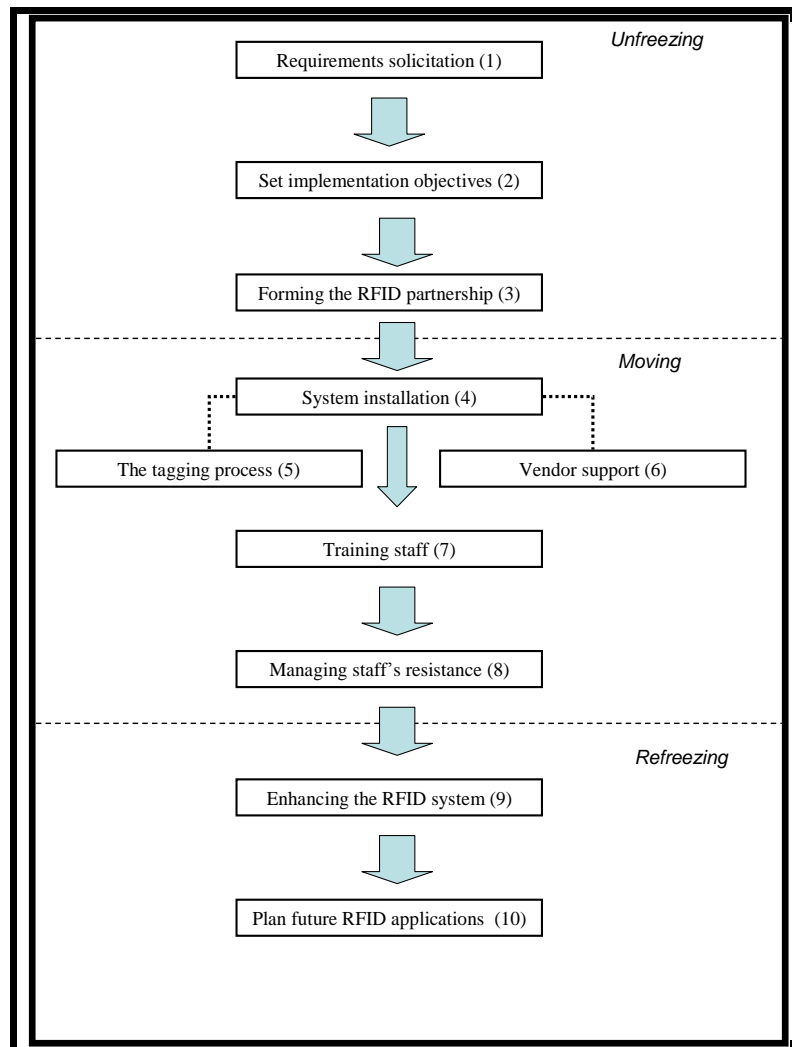 Unfreezing
Requirements solicitation (1)
Set implementation objectives (2)
Forming the RFID partnership (3)
Moving
System installation (4)
The tagging process (5)
Vendor support (6)
Training staff (7)
Managing staff’s resistance (8)
Refreezing
Enhancing the RFID system (9)
Plan future RFID applications (10)